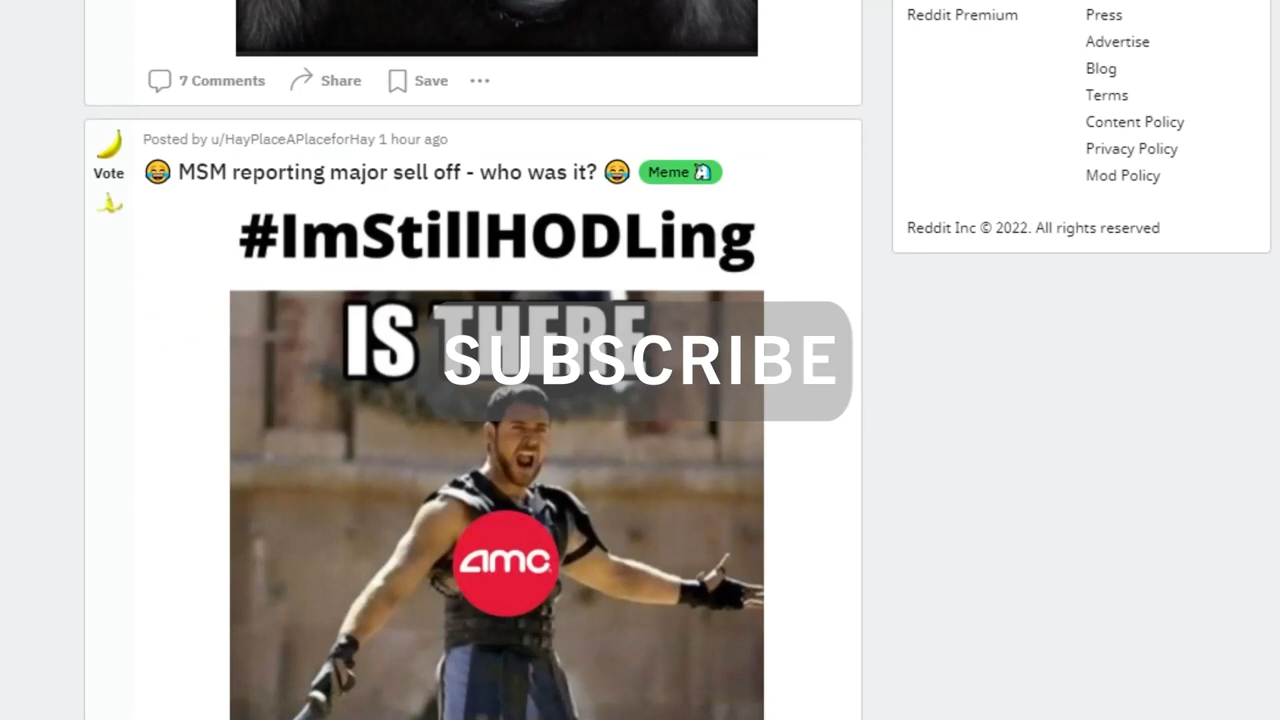 Reddit Premium
Press
Advertise
Blog
Terms
Content Policy
Privacy Policy
Mod Policy
Reddit Inc © 2022. All rights reserved
7 Comments
Share
Save
Posted by u/HayPlaceAPlaceforHay 1 hour ago
Vote
😂 MSM reporting major sell off - who was it? 😂 Meme
#ImStillHODLing
IS THERE
SUBSCRIBE
amc